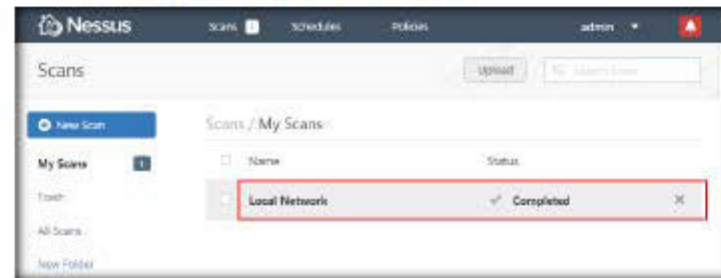 Nessus
Scans 1 Schedules Policies admin
Scans
Upload
New Scan
Scans / My Scans
My Scans 1
Name Status
Trash
Local Network Completed
All Scans
New Folder